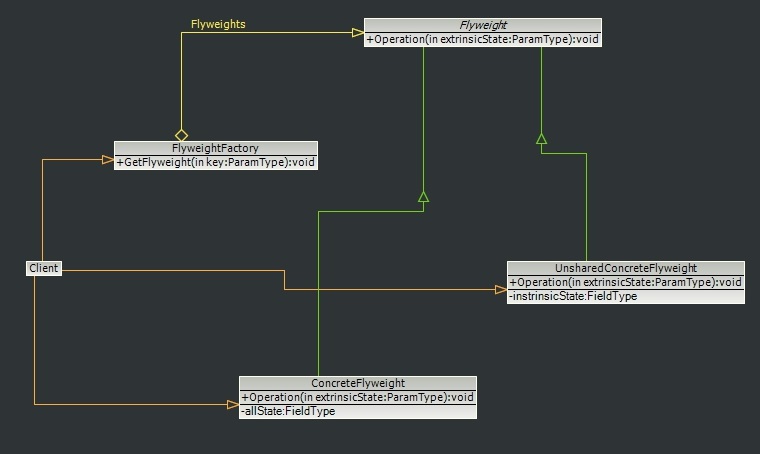 Flyweights
Flyweight
+Operation(in extrinsicState:ParamType):void
FlyweightFactory
+GetFlyweight(in key:ParamType):void
Client
UnsharedConcreteFlyweight
+Operation(in extrinsicState:ParamType):void
-instrinsicState:FieldType
ConcreteFlyweight
+Operation(in extrinsicState:ParamType):void
-allState:FieldType